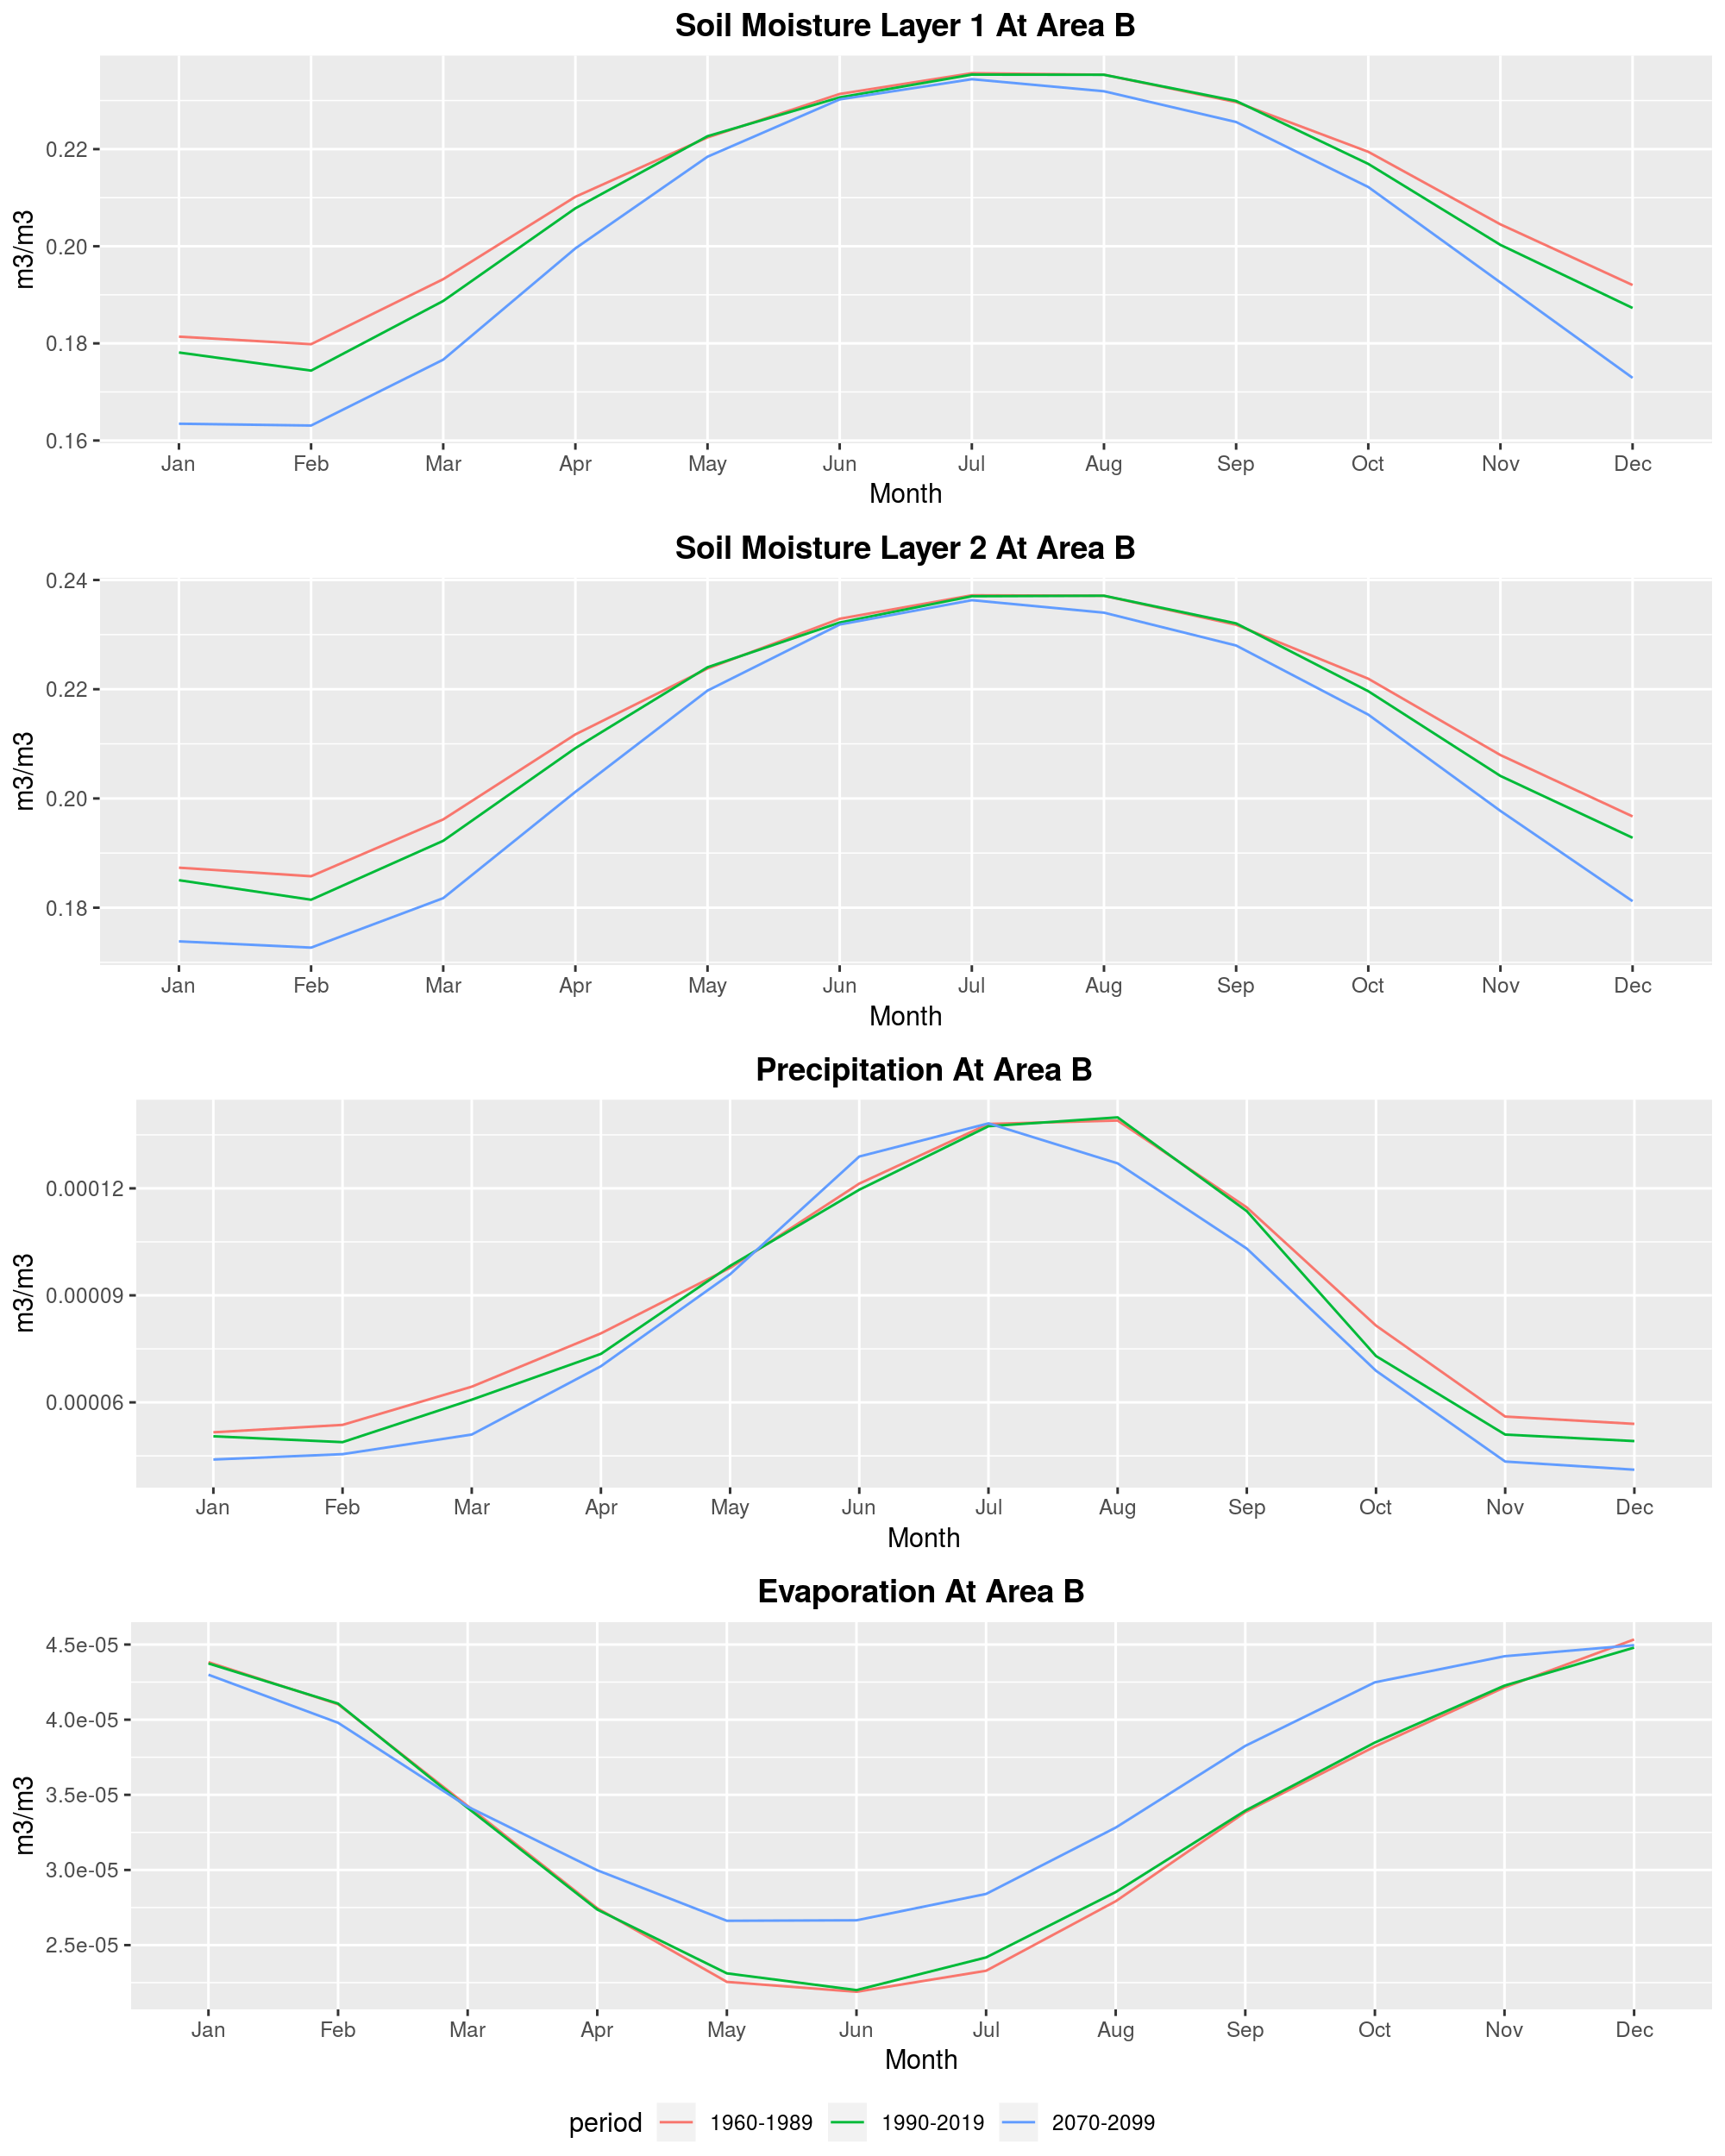 Soil Moisture Layer 1 At Area B
m3/m3
0.22
0.20
0.18
0.16
Jan Feb Mar Apr May Jun Jul Aug Sep Oct Nov Dec
Month
Soil Moisture Layer 2 At Area B
m3/m3
0.24
0.22
0.20
0.18
Jan Feb Mar Apr May Jun Jul Aug Sep Oct Nov Dec
Month
Precipitation At Area B
m3/m3
0.00012
0.00009
0.00006
Jan Feb Mar Apr May Jun Jul Aug Sep Oct Nov Dec
Month
Evaporation At Area B
m3/m3
4.5e-05
4.0e-05
3.5e-05
3.0e-05
2.5e-05
Jan Feb Mar Apr May Jun Jul Aug Sep Oct Nov Dec
Month
period 1960-1989 1990-2019 2070-2099